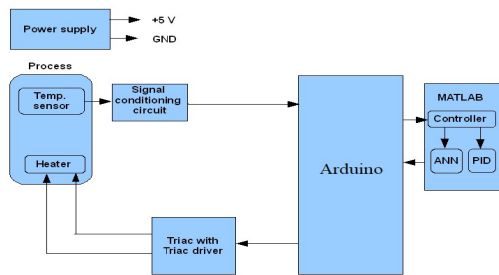 Power supply
+5 V
GND
Process
Temp.
sensor
Signal
conditioning
circuit
Heater
Triac with
Triac driver
Arduino
MATLAB
Controller
ANN
PID